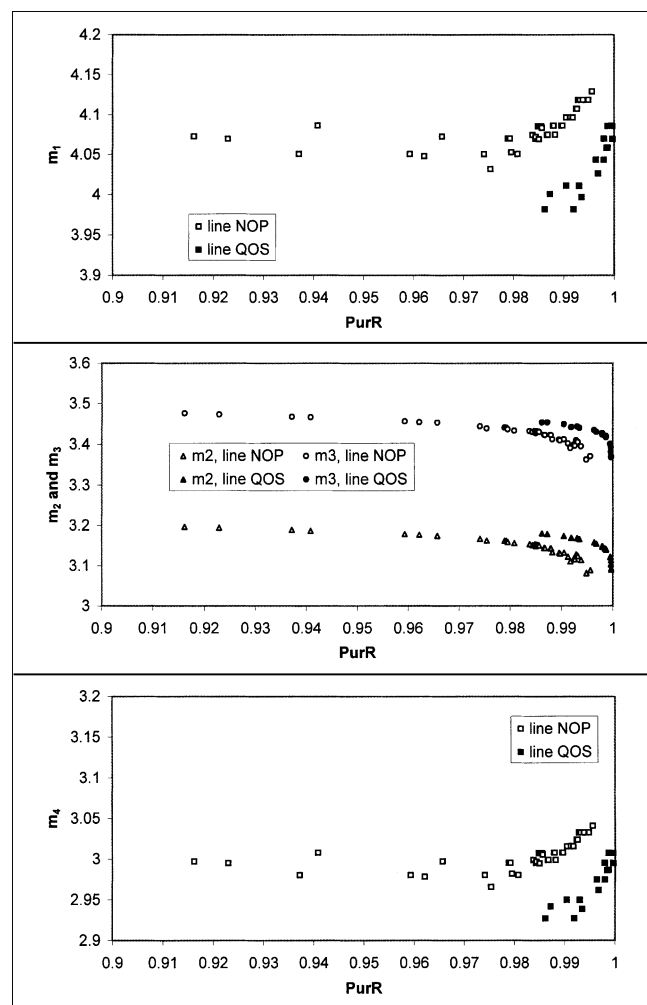 4.2
4.15
4.1
4.05
4
3.95
3.9
m1
line NOP
line QOS
0.9 0.91 0.92 0.93 0.94 0.95 0.96 0.97 0.98 0.99 1
PurR
3.6
3.5
3.4
3.3
3.2
3.1
3
m2 and m3
m2, line NOP m3, line NOP
m2, line QOS m3, line QOS
0.9 0.91 0.92 0.93 0.94 0.95 0.96 0.97 0.98 0.99 1
PurR
3.2
3.15
3.1
3.05
3
2.95
2.9
m4
line NOP
line QOS
0.9 0.91 0.92 0.93 0.94 0.95 0.96 0.97 0.98 0.99 1
PurR